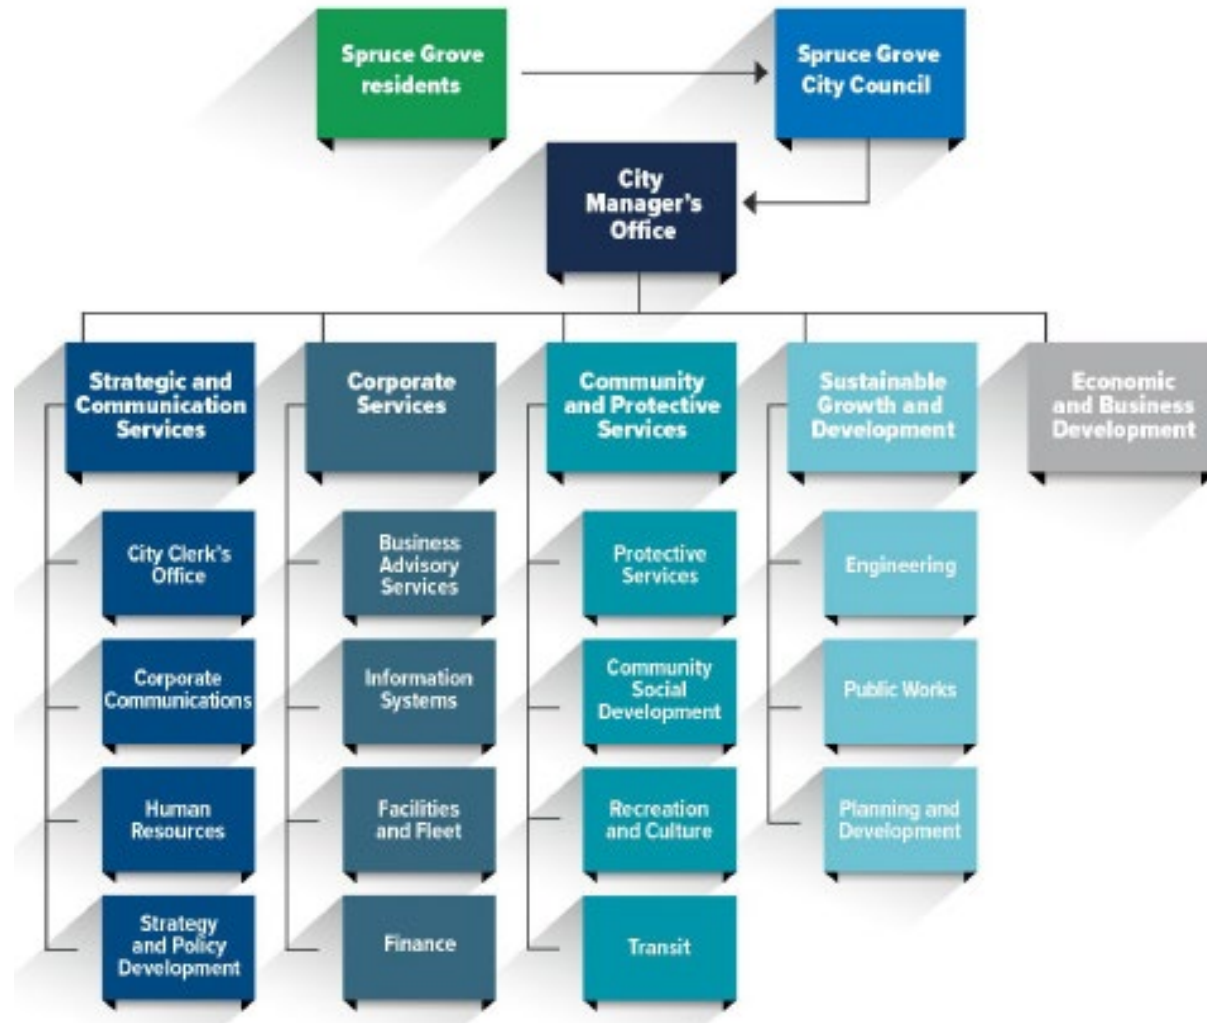 Spruce Grove
residents
Spruce Grove
City Council
City
Manager's
Office
Strategic and
Communication
Services
Corporate
Services
Community
and Protective
Services
Sustainable
Growth and
Development
Economic
and Business
Development
City Clerk's
Office
Corporate
Communications
Human
Resources
Strategy
and Policy
Development
Business
Advisory
Services
Information
Systems
Facilities
and Fleet
Finance
Protective
Services
Community
Social
Development
Recreation
and Culture
Transit
Engineering
Public Works
Planning and
Development